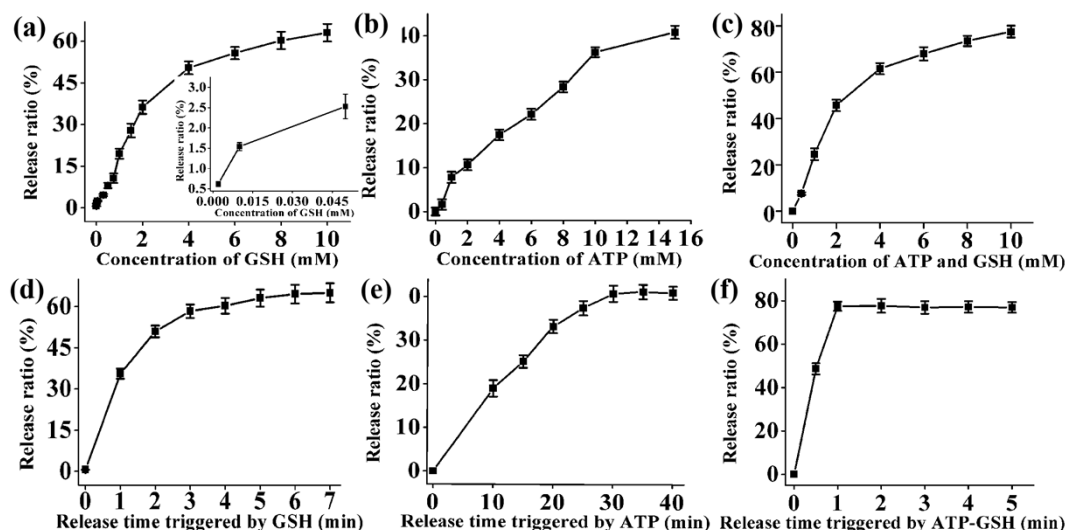 (a)
Release ratio (%)
60
45
30
15
0
0 2 4 6 8 10
Concentration of GSH (mM)
Release ratio (%)
3.0
2.5
2.0
1.5
1.0
0.5
0.000 0.015 0.030 0.045
Concentration of GSH (mM)
(b)
Release ratio (%)
40
30
20
10
0
0 2 4 6 8 10 12 14 16
Concentration of ATP (mM)
(c)
Release ratio (%)
80
60
40
20
0
0 2 4 6 8 10
Concentration of ATP and GSH (mM)
(d)
Release ratio (%)
60
45
30
15
0
0 1 2 3 4 5 6 7
Release time triggered by GSH (min)
(e)
Release ratio (%)
0
30
20
10
0
0 10 20 30 40
Release time triggered by ATP (min)
(f)
Release ratio (%)
80
60
40
20
0
0 1 2 3 4 5
Release time triggered by ATP-GSH (min)